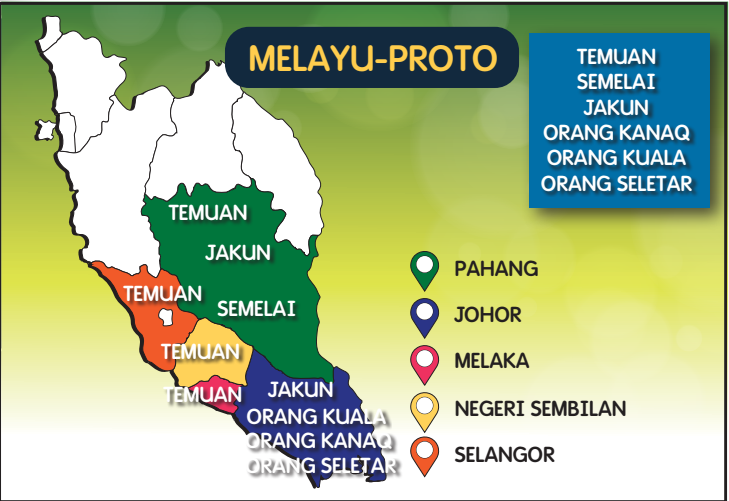 MELAYU-PROTO
TEMUAN
SEMELAI
JAKUN
ORANG KANAQ
ORANG KUALA
ORANG SELETAR
TEMUAN
JAKUN
SEMELAI
TEMUAN
TEMUAN
TEMUAN
JAKUN
ORANG KUALA
ORANG KANAQ
ORANG SELETAR
PAHANG
JOHOR
MELAKA
NEGERI SEMBILAN
SELANGOR